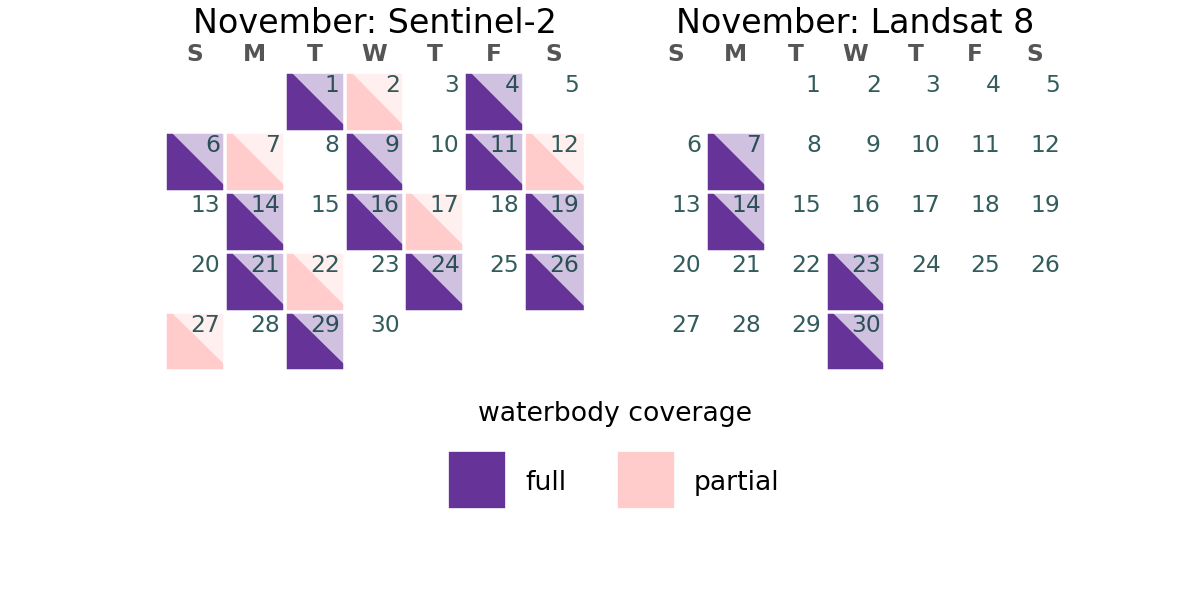 November: Sentinel-2
S M T W T F S
1 2 3 4 5
6 7 8 9 10 11 12
13 14 15 16 17 18 19
20 21 22 23 24 25 26
27 28 29 30
November: Landsat 8
S M T W T F S
1 2 3 4 5
6 7 8 9 10 11 12
13 14 15 16 17 18 19
20 21 22 23 24 25 26
27 28 29 30
waterbody coverage
full
partial